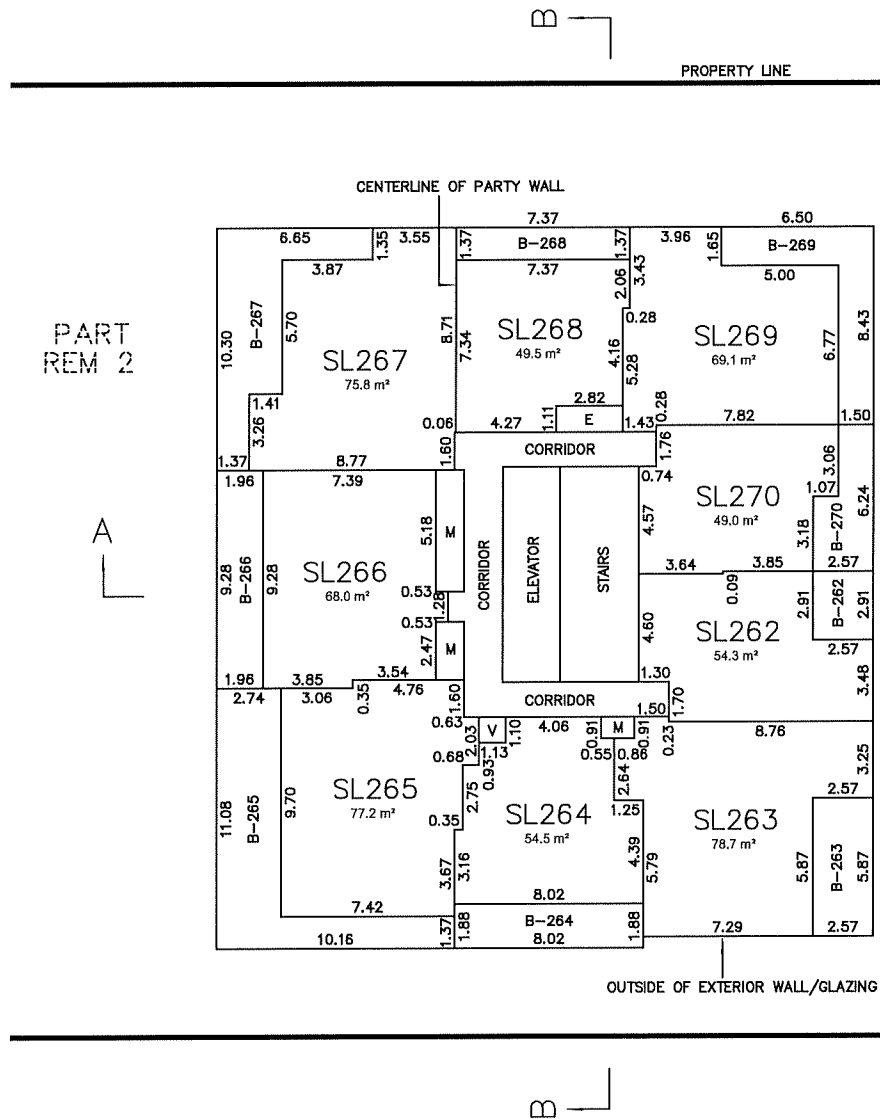 B
PROPERTY LINE
CENTERLINE OF PARTY WALL
7.37
6.50
6.65
1.35
3.55
1.37
B-268
1.37
3.96
1.65
B-269
3.87
7.37
2.06
3.43
5.00
PART
REM 2
10.30
B-267
5.70
SL267
75.8 m²
8.71
7.34
SL268
49.5 m²
0.28
4.16
5.28
SL269
69.1 m²
6.77
8.43
1.41
3.26
2.82
0.06
4.27
1.11
E
1.43
0.28
7.82
1.50
1.37
8.77
1.60
CORRIDOR
1.76
3.06
1.96
7.39
0.74
1.07
6.24
A
5.18
M
CORRIDOR
ELEVATOR
STAIRS
4.57
SL270
49.0 m²
3.18
B-270
9.28
B-266
9.28
SL266
68.0 m²
0.53
1.28
0.53
3.64
3.85
0.09
2.57
2.47
M
4.60
SL262
54.3 m²
2.91
B-262
2.91
2.57
1.96
3.85
3.54
1.30
3.48
2.74
3.06
0.35
4.76
1.60
CORRIDOR
1.50
1.70
0.63
2.03
V
1.10
4.06
0.91
M
0.91
0.23
8.76
0.68
1.13
0.93
0.55
0.86
3.25
11.08
B-265
9.70
SL265
77.2 m²
2.75
0.35
SL264
54.5 m²
2.64
1.25
SL263
78.7 m²
2.57
3.67
3.16
4.39
5.79
5.87
B-263
5.87
7.42
8.02
1.37
1.88
B-264
1.88
10.16
8.02
7.29
2.57
OUTSIDE OF EXTERIOR WALL/GLAZING
B